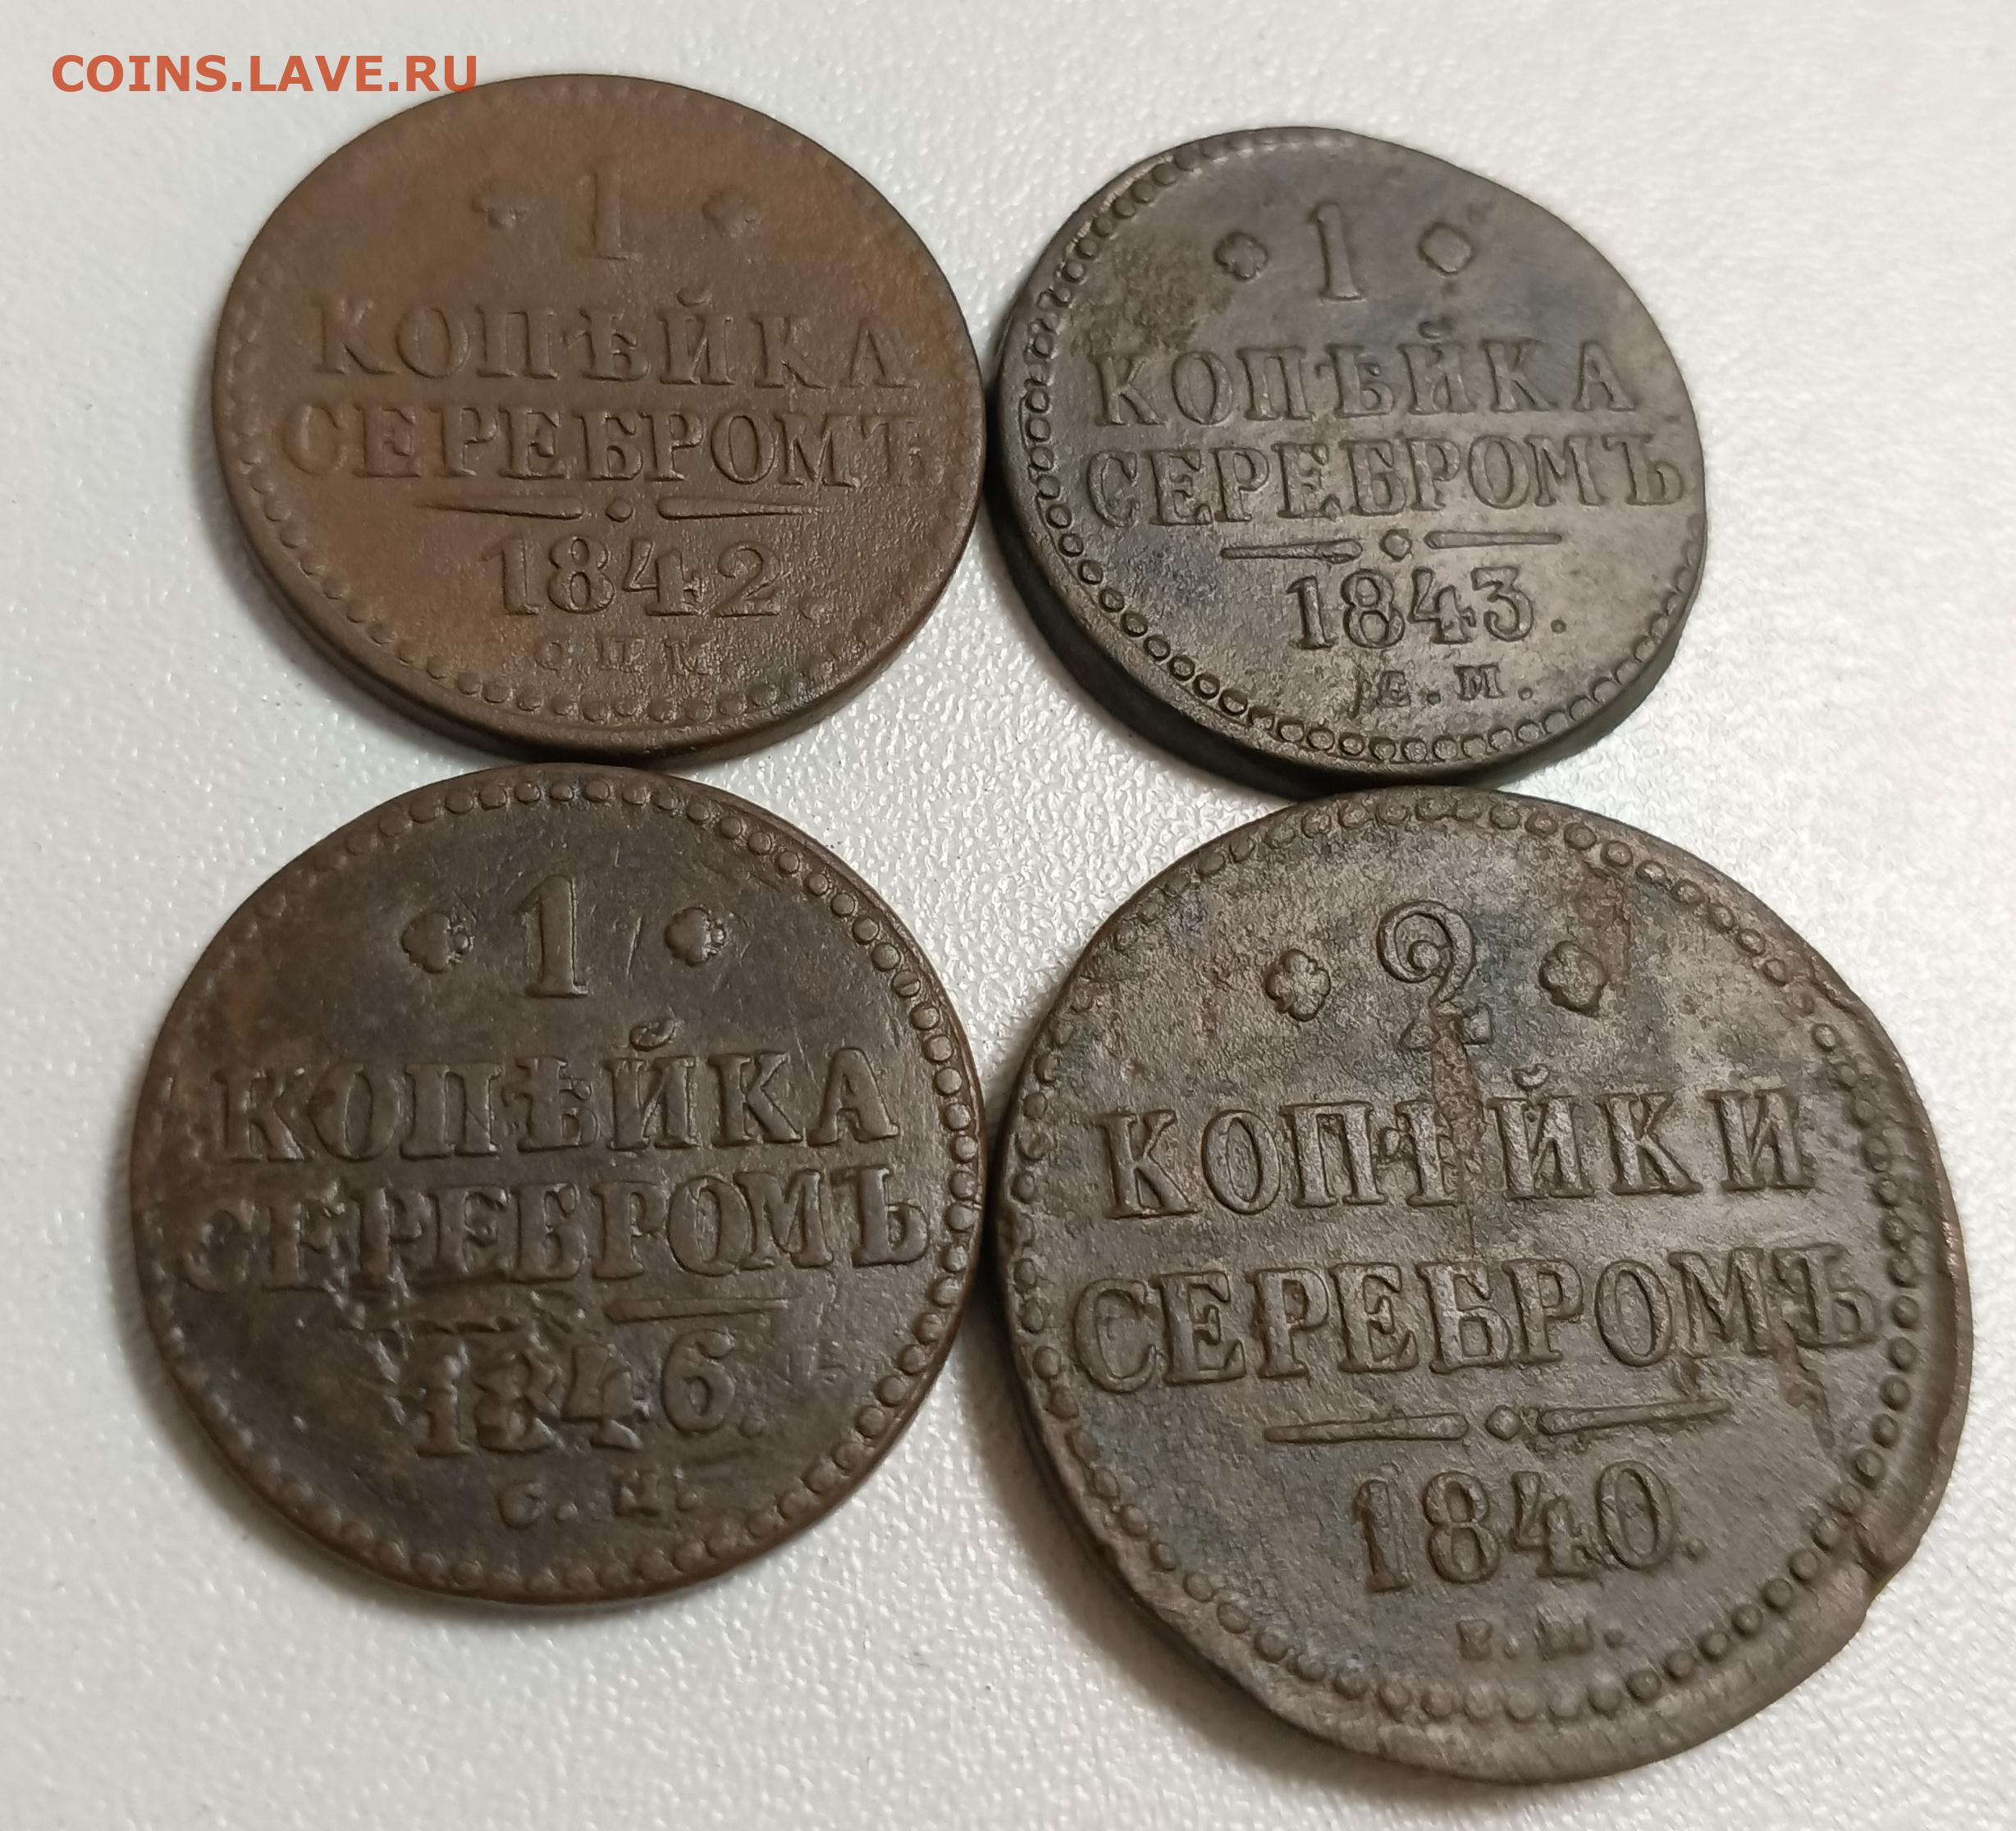 COINS.LAVE.RU
1
КОПѢЙКА
СЕРЕБРОМЪ
1842.
С П К
1
КОПѢЙКА
СЕРЕБРОМЪ
1843.
Е.М.
1
КОПѢЙКА
СЕРЕБРОМЪ
1846.
С.М.
2
КОПѢЙКИ
СЕРЕБРОМЪ
1840.
Е.М.